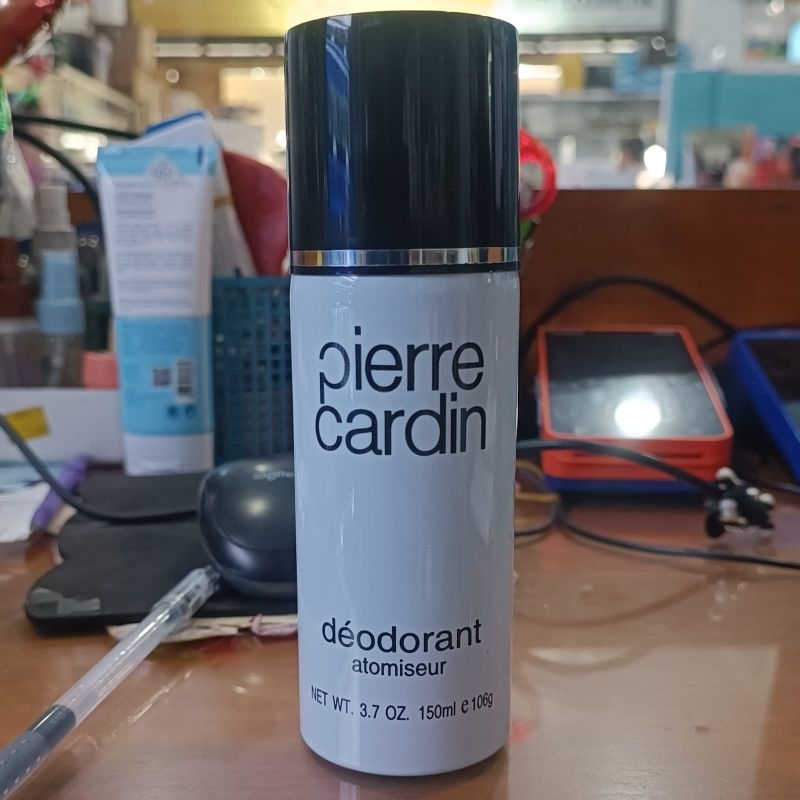 pierre
cardin
déodorant
atomiseur
NET WT. 3.7 OZ. 150ml e 106g